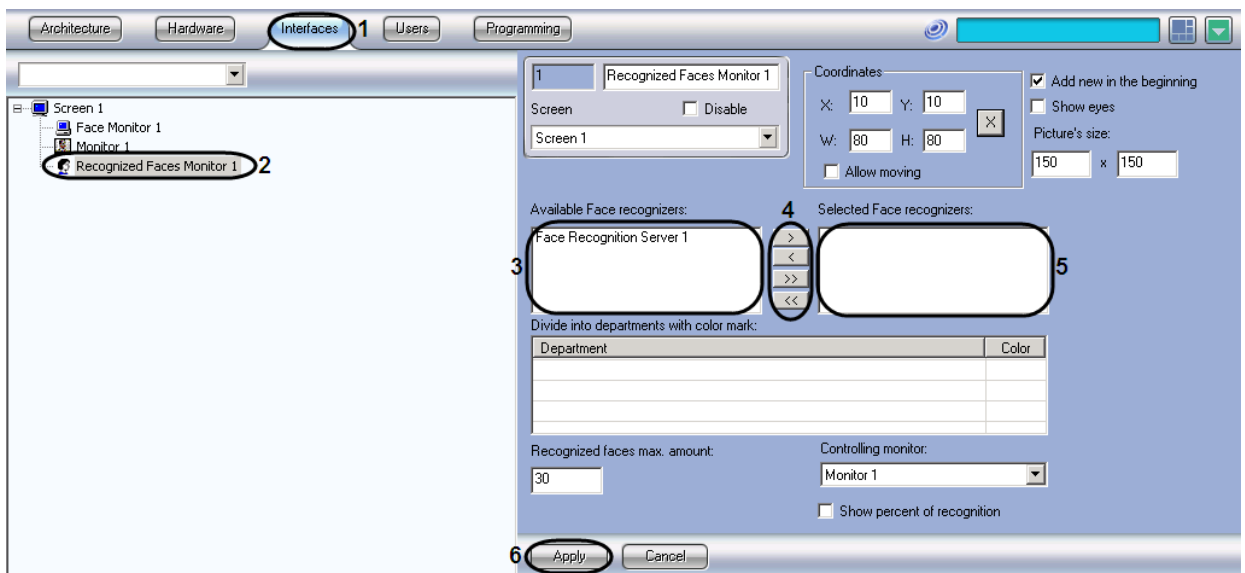 Architecture Hardware Interfaces 1 Users Programming
Screen 1
Face Monitor 1
Monitor 1
Recognized Faces Monitor 1 2
1 Recognized Faces Monitor 1
Screen Disable
Screen 1
Coordinates
X: 10 Y: 10
X
W: 80 H: 80
Allow moving
Add new in the beginning
Show eyes
Picture's size:
150 x 150
Available Face recognizers: 4 Selected Face recognizers:
Face Recognition Server 1
3 5
>
<
>>
<<
Divide into departments with color mark:
Department Color
Recognized faces max. amount: Controlling monitor:
30 Monitor 1
Show percent of recognition
6 Apply Cancel